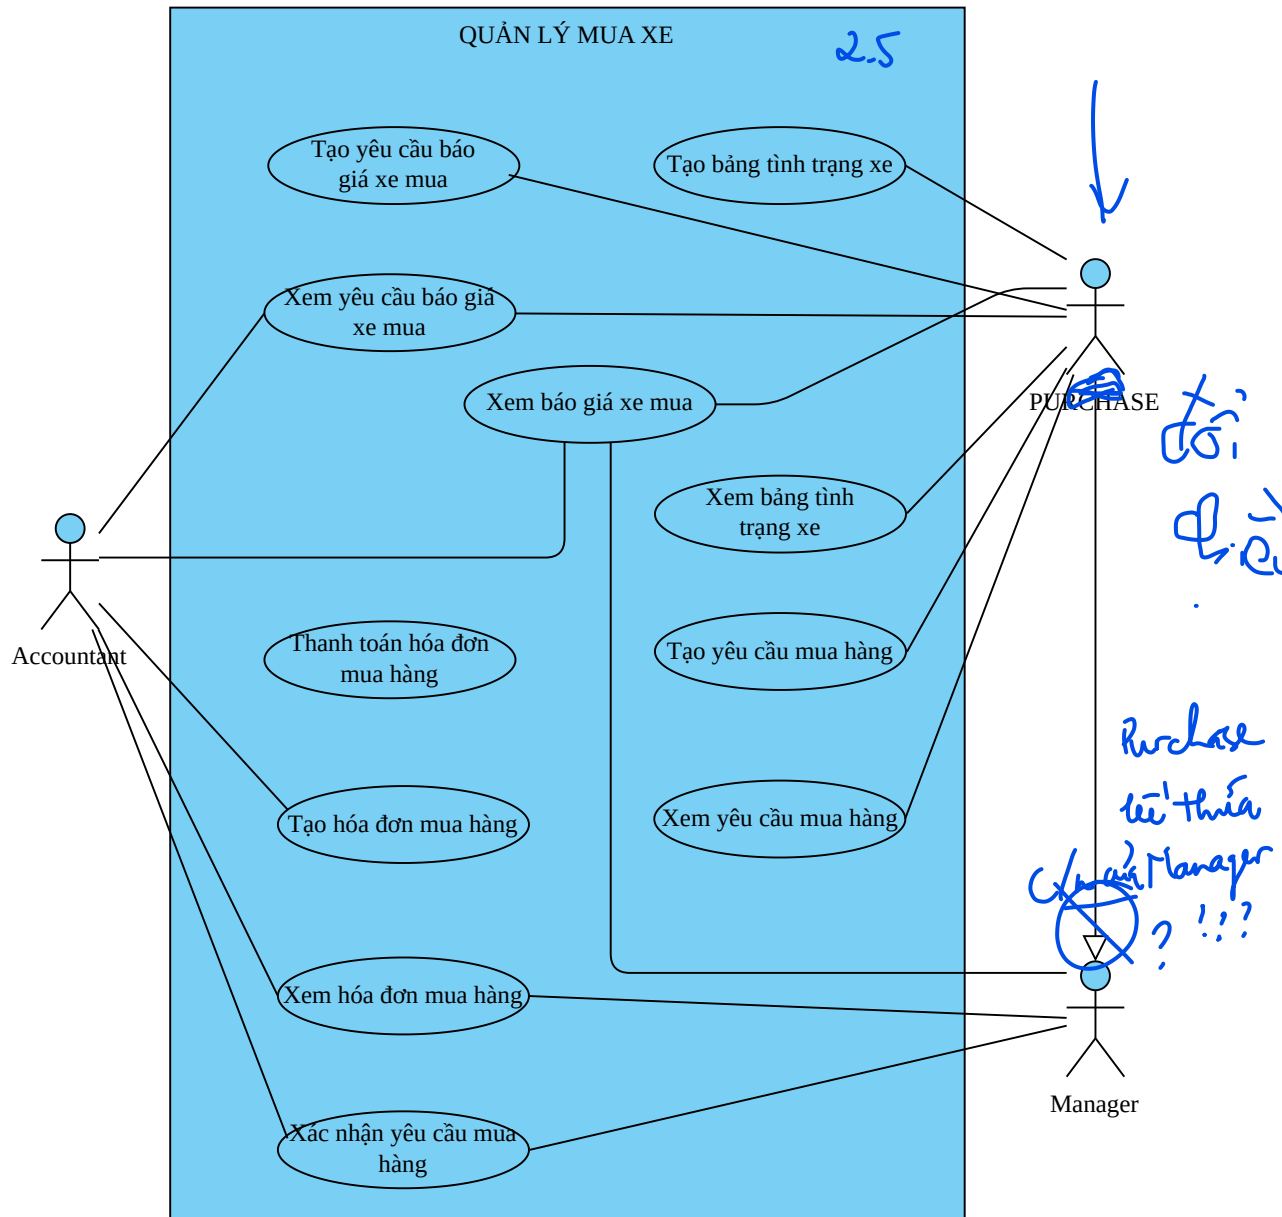 QUẢN LÝ MUA XE
2.5
Tạo yêu cầu báo
giá xe mua
Tạo bảng tình trạng xe
Xem yêu cầu báo giá
xe mua
Xem báo giá xe mua
PURCHASE
đổi
Xem bảng tình
trạng xe
Accountant
Thanh toán hóa đơn
mua hàng
Tạo yêu cầu mua hàng
Purchase
kế thừa
của Manager
? !!?
Tạo hóa đơn mua hàng
Xem yêu cầu mua hàng
Xem hóa đơn mua hàng
Manager
Xác nhận yêu cầu mua
hàng